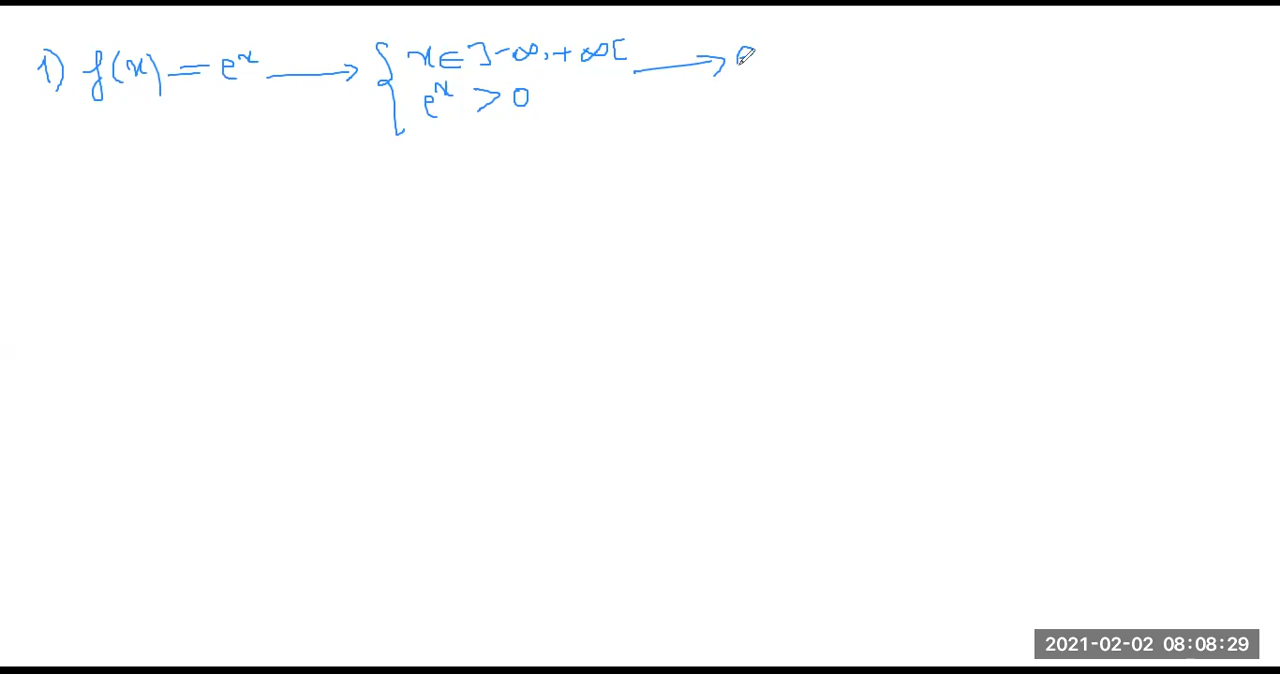 1) f(x) = e^x ⟶ { x ∈ ]-∞, +∞[ ⟶
e^x > 0
2021-02-02 08:08:29